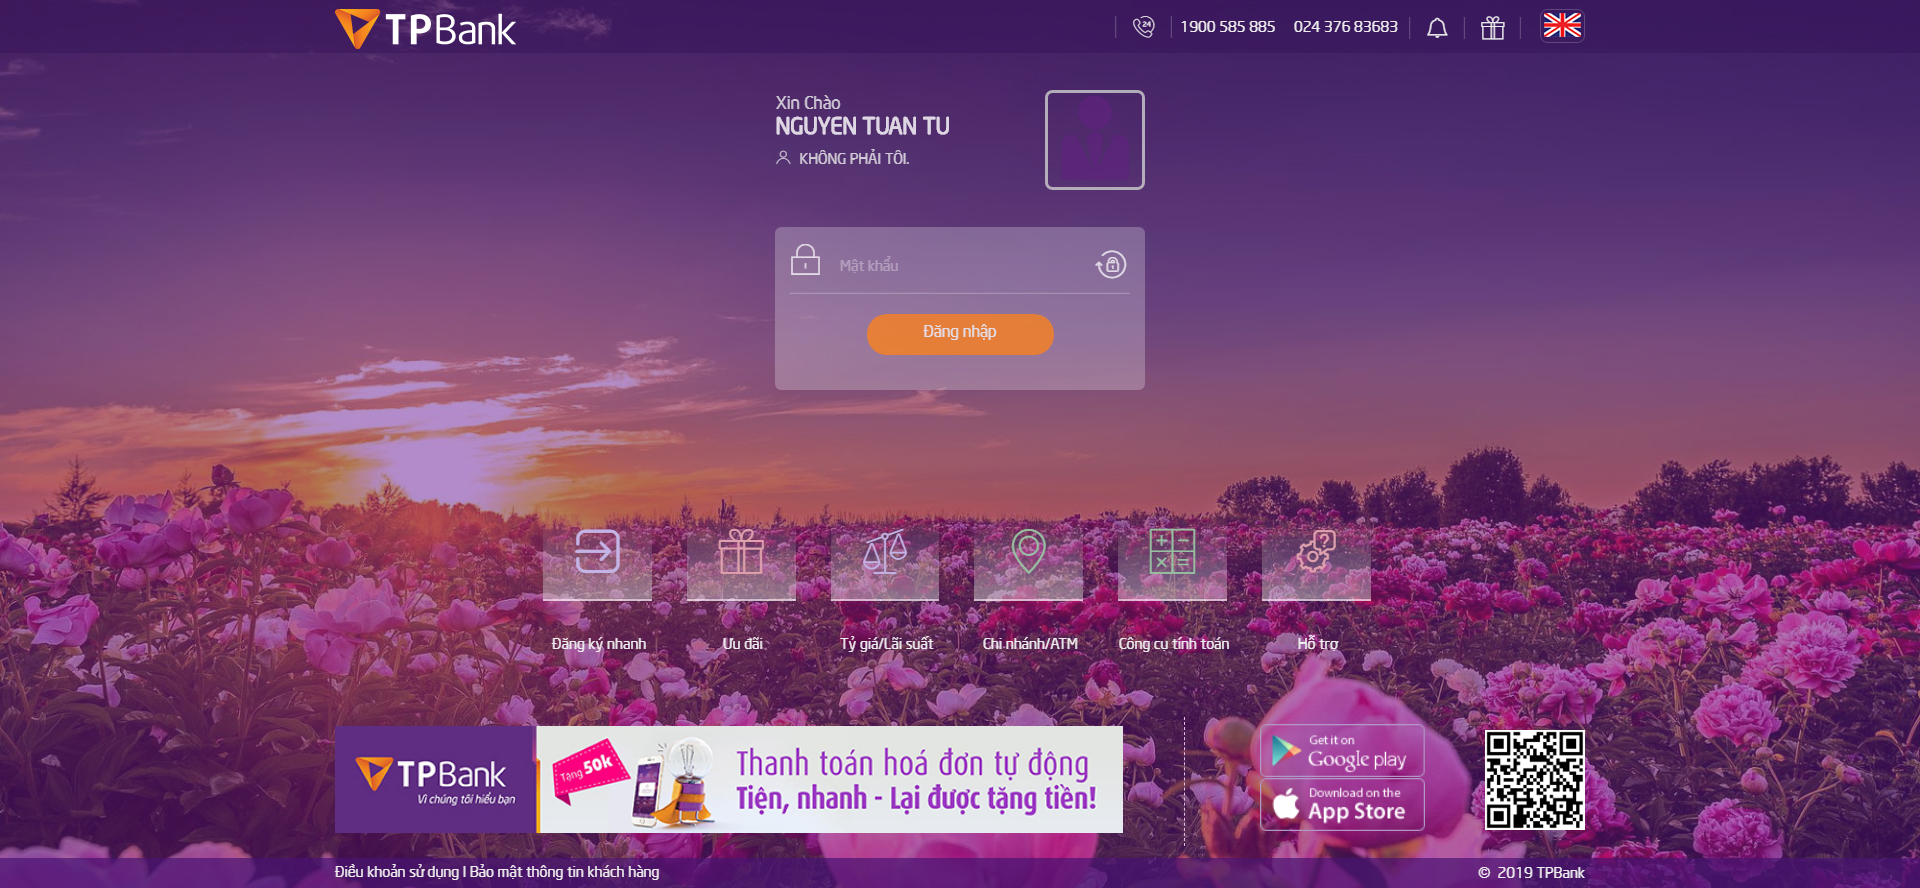 TPBank
24
1900 585 885
024 376 83683
Xin Chào
NGUYEN TUAN TU
KHÔNG PHẢI TÔI.
Mật khẩu
Đăng nhập
Đăng ký nhanh
Ưu đãi
Tỷ giá/Lãi suất
Chi nhánh/ATM
Công cụ tính toán
Hỗ trợ
TPBank
Vì chúng tôi hiểu bạn
Tặng 50k
Thanh toán hoá đơn tự động
Tiện, nhanh - Lại được tặng tiền!
Get it on
Google play
Download on the
App Store
Điều khoản sử dụng I Bảo mật thông tin khách hàng
© 2019 TPBank